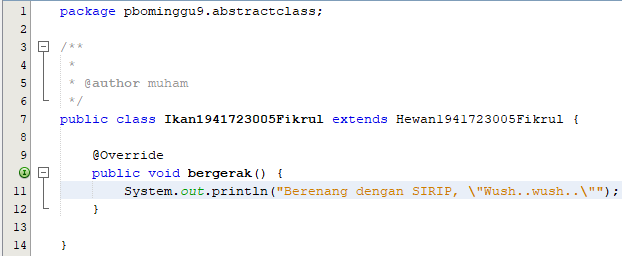 1 package pbominggu9.abstractclass;
2
3 /**
4 *
5 * @author muham
6 */
7 public class Ikan1941723005Fikrul extends Hewan1941723005Fikrul {
8
9 @Override
public void bergerak() {
11 System.out.println("Berenang dengan SIRIP, \"Wush..wush..\"");
12 }
13
14 }